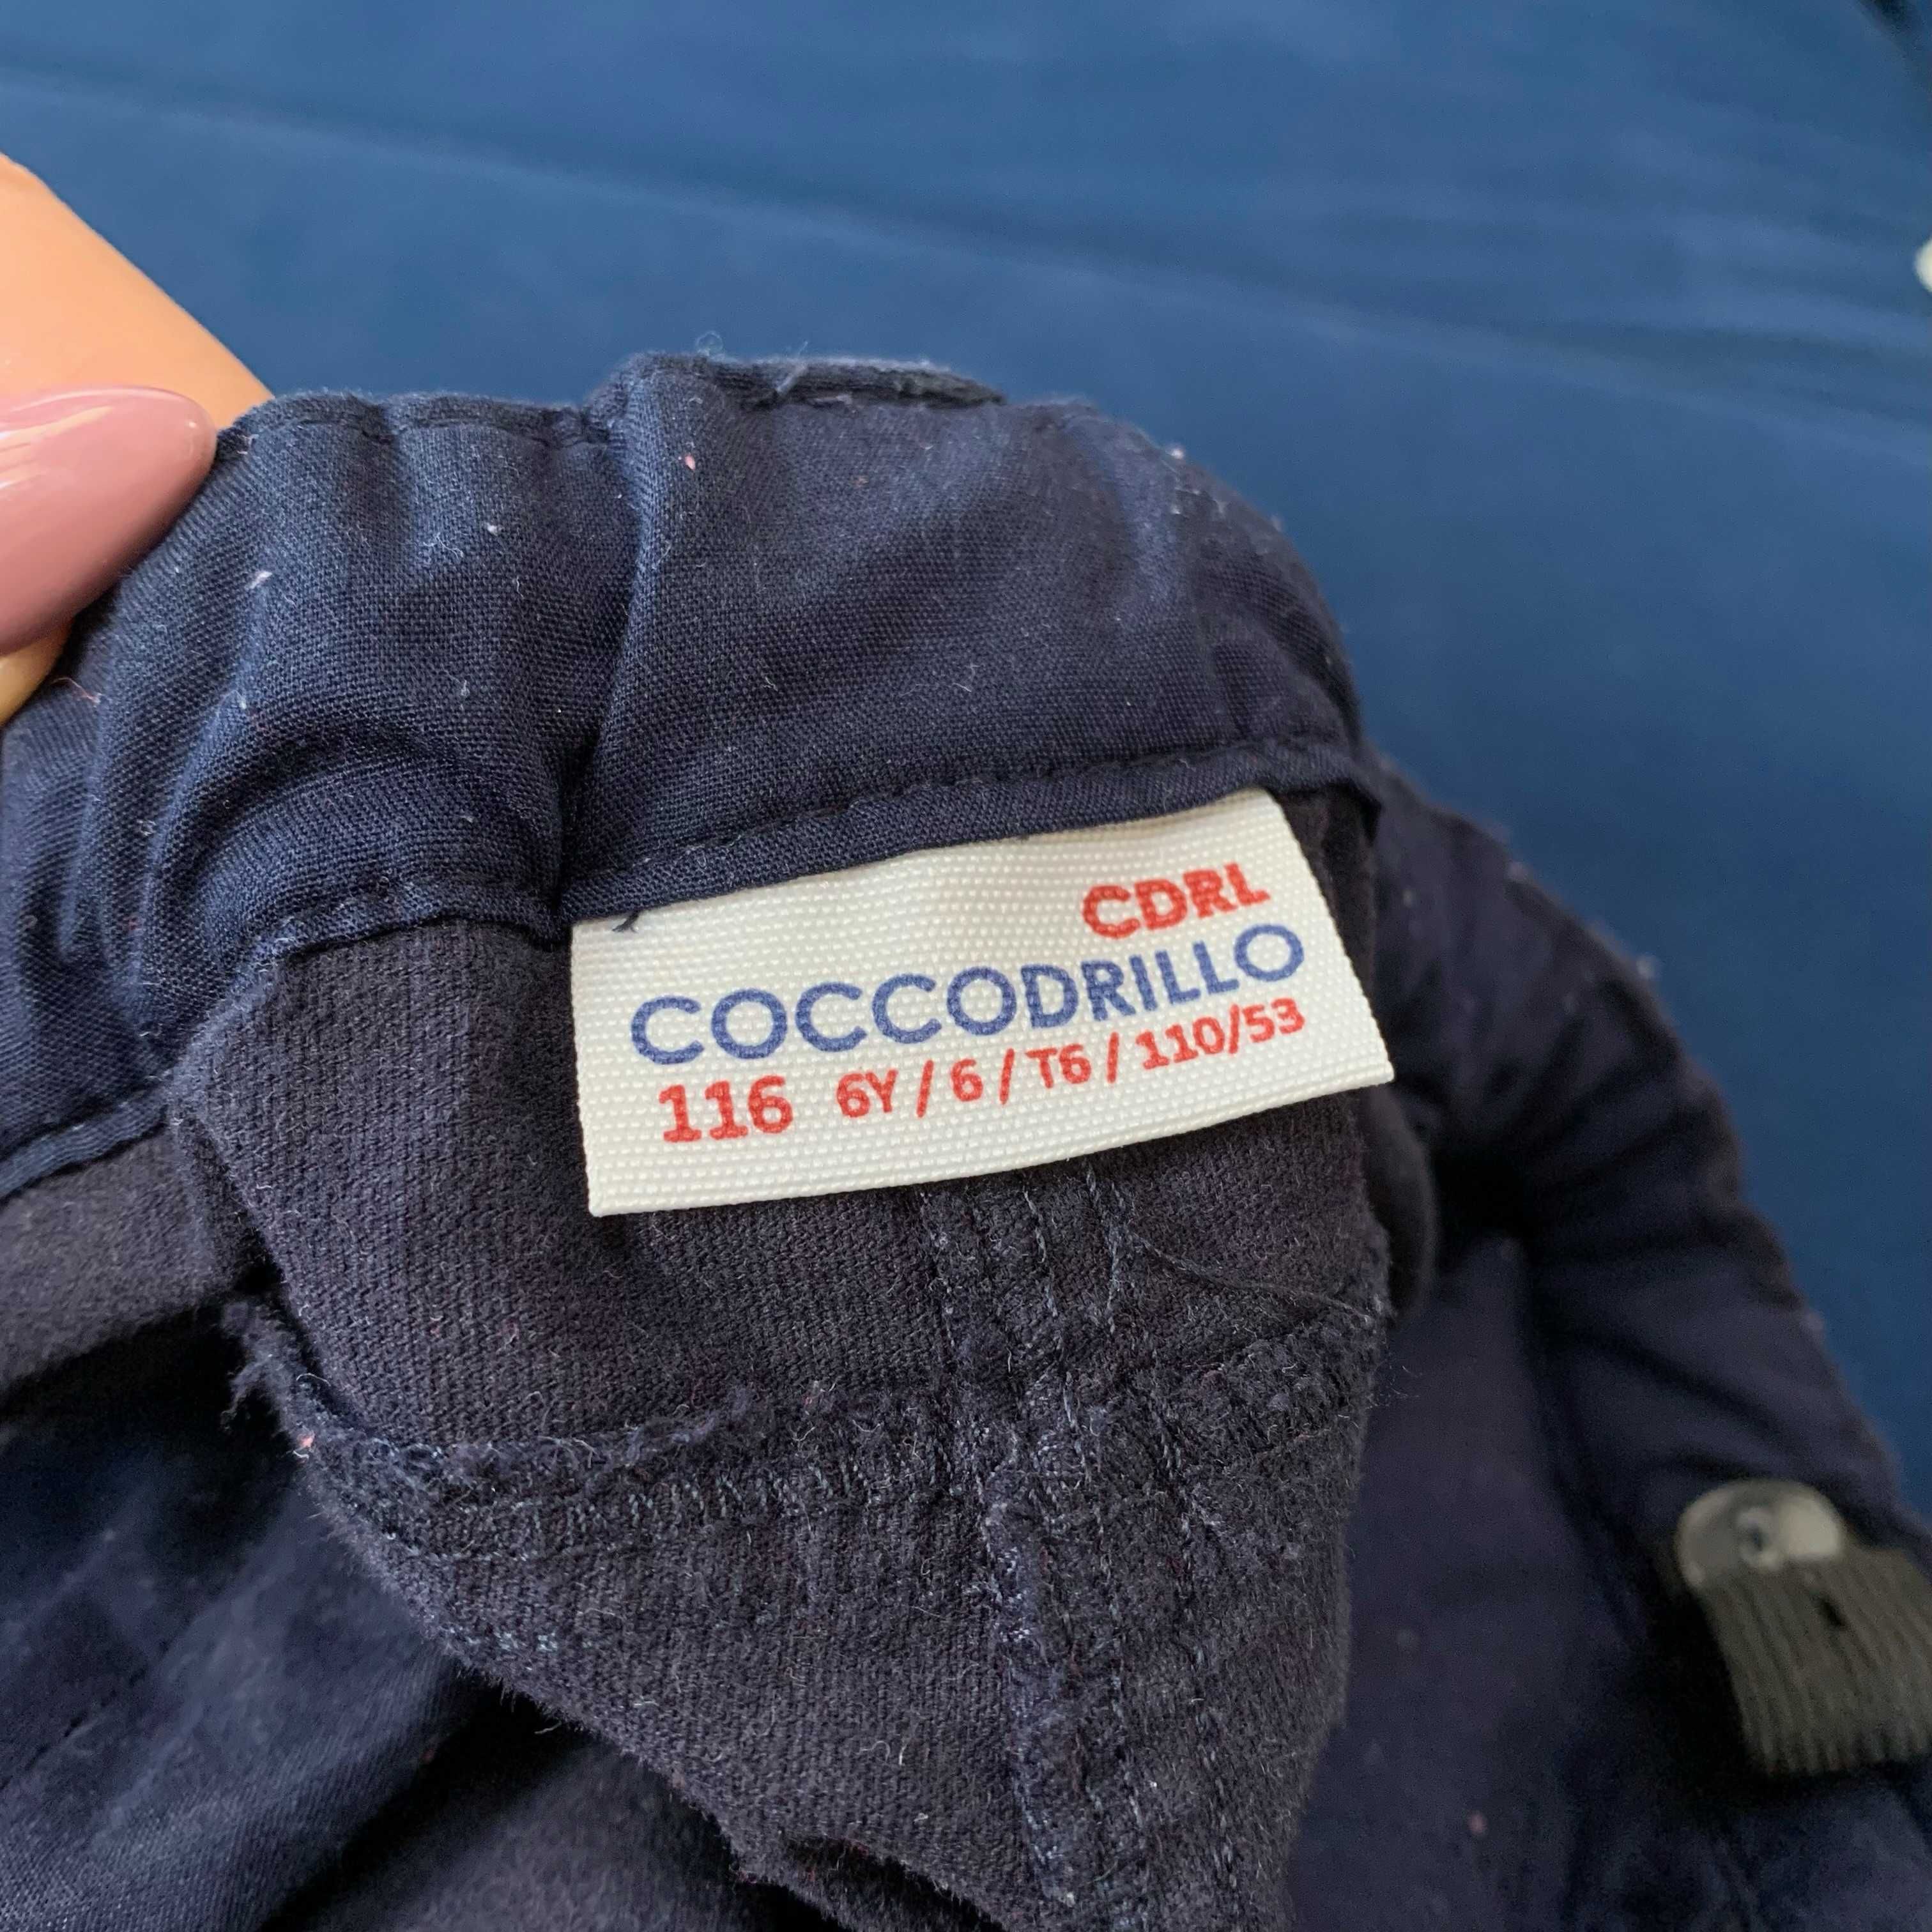 CDRL
COCCODRILLO
116 6Y / 6 / T6 / 110/53